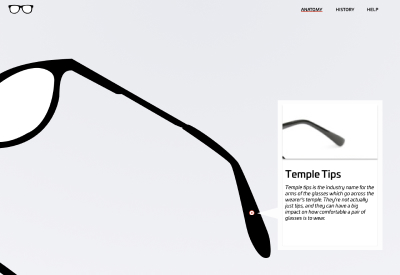 ANATOMY HISTORY HELP
Temple Tips
Temple tips is the industry name for the
arms of the glasses which go across the
wearer's temple. They're not actually
just tips, and they can have a big
impact on how comfortable a pair of
glasses is to wear.